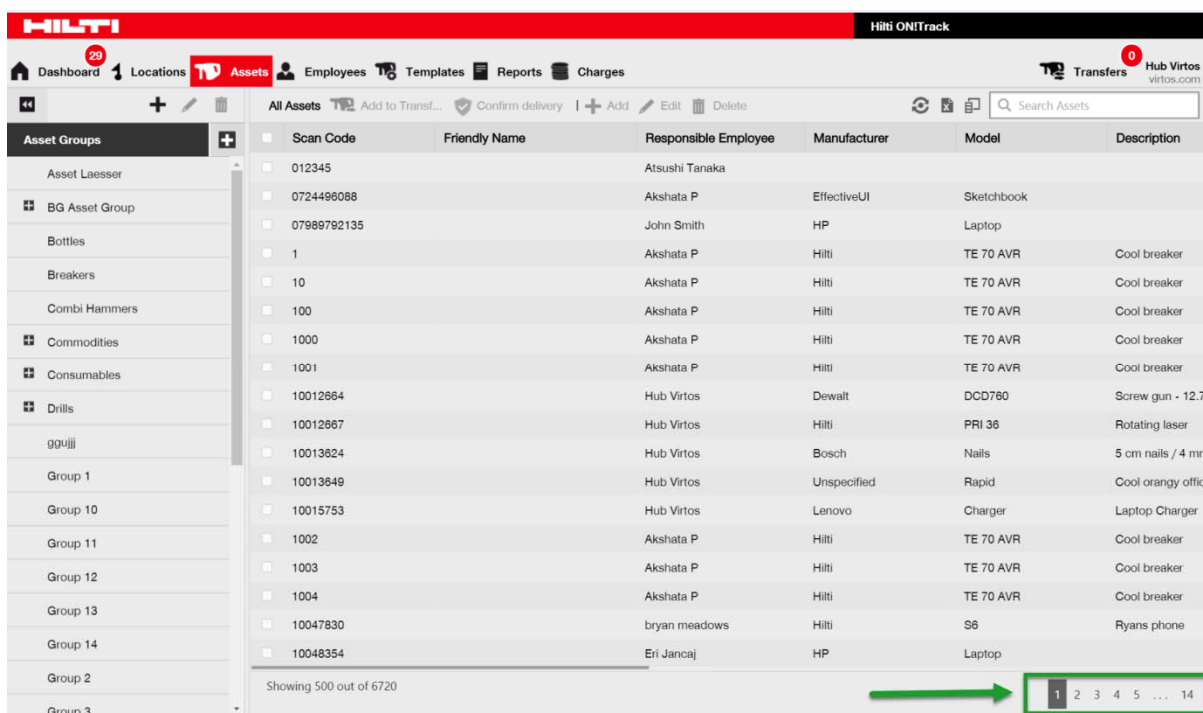 HILTI
Hilti ON!Track
29
0
Dashboard Locations Assets Employees Templates Reports Charges Transfers Hub Virtos
virtos.com
All Assets Add to Transf... Confirm delivery Add Edit Delete Search Assets
Asset Groups
Asset Laesser
BG Asset Group
Bottles
Breakers
Combi Hammers
Commodities
Consumables
Drills
ggujjj
Group 1
Group 10
Group 11
Group 12
Group 13
Group 14
Group 2
Group 3
Scan Code Friendly Name Responsible Employee Manufacturer Model Description
012345 Atsushi Tanaka
0724496088 Akshata P EffectiveUI Sketchbook
07989792135 John Smith HP Laptop
1 Akshata P Hilti TE 70 AVR Cool breaker
10 Akshata P Hilti TE 70 AVR Cool breaker
100 Akshata P Hilti TE 70 AVR Cool breaker
1000 Akshata P Hilti TE 70 AVR Cool breaker
1001 Akshata P Hilti TE 70 AVR Cool breaker
10012664 Hub Virtos Dewalt DCD760 Screw gun - 12.7
10012667 Hub Virtos Hilti PRI 36 Rotating laser
10013624 Hub Virtos Bosch Nails 5 cm nails / 4 mr
10013649 Hub Virtos Unspecified Rapid Cool orangy offic
10015753 Hub Virtos Lenovo Charger Laptop Charger
1002 Akshata P Hilti TE 70 AVR Cool breaker
1003 Akshata P Hilti TE 70 AVR Cool breaker
1004 Akshata P Hilti TE 70 AVR Cool breaker
10047830 bryan meadows Hilti S6 Ryans phone
10048354 Eri Jancaj HP Laptop
Showing 500 out of 6720
1 2 3 4 5 ... 14